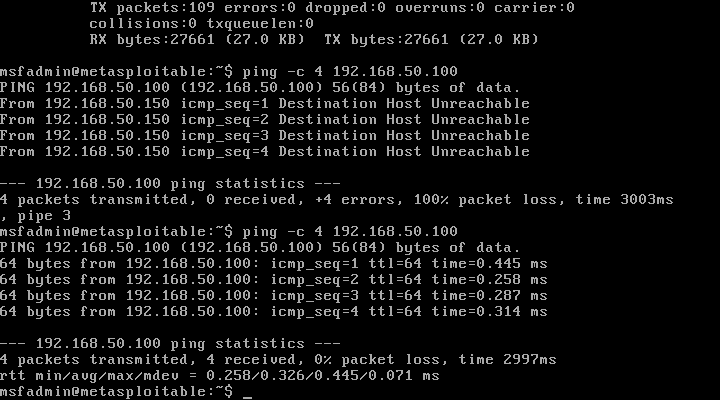 TX packets:109 errors:0 dropped:0 overruns:0 carrier:0
collisions:0 txqueuelen:0
RX bytes:27661 (27.0 KB)  TX bytes:27661 (27.0 KB)
msfadmin@metasploitable:~$ ping -c 4 192.168.50.100
PING 192.168.50.100 (192.168.50.100) 56(84) bytes of data.
From 192.168.50.150 icmp_seq=1 Destination Host Unreachable
From 192.168.50.150 icmp_seq=2 Destination Host Unreachable
From 192.168.50.150 icmp_seq=3 Destination Host Unreachable
From 192.168.50.150 icmp_seq=4 Destination Host Unreachable
--- 192.168.50.100 ping statistics ---
4 packets transmitted, 0 received, +4 errors, 100% packet loss, time 3003ms
, pipe 3
msfadmin@metasploitable:~$ ping -c 4 192.168.50.100
PING 192.168.50.100 (192.168.50.100) 56(84) bytes of data.
64 bytes from 192.168.50.100: icmp_seq=1 ttl=64 time=0.445 ms
64 bytes from 192.168.50.100: icmp_seq=2 ttl=64 time=0.258 ms
64 bytes from 192.168.50.100: icmp_seq=3 ttl=64 time=0.287 ms
64 bytes from 192.168.50.100: icmp_seq=4 ttl=64 time=0.314 ms
--- 192.168.50.100 ping statistics ---
4 packets transmitted, 4 received, 0% packet loss, time 2997ms
rtt min/avg/max/mdev = 0.258/0.326/0.445/0.071 ms
msfadmin@metasploitable:~$ _